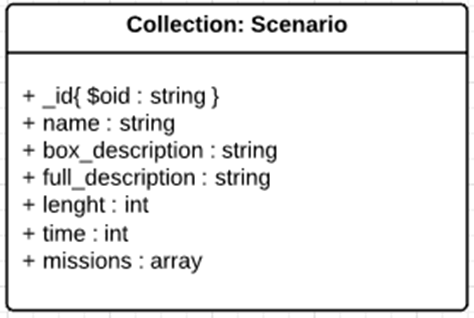 Collection: Scenario
+ _id{ $oid : string }
+ name : string
+ box_description : string
+ full_description : string
+ lenght : int
+ time : int
+ missions : array